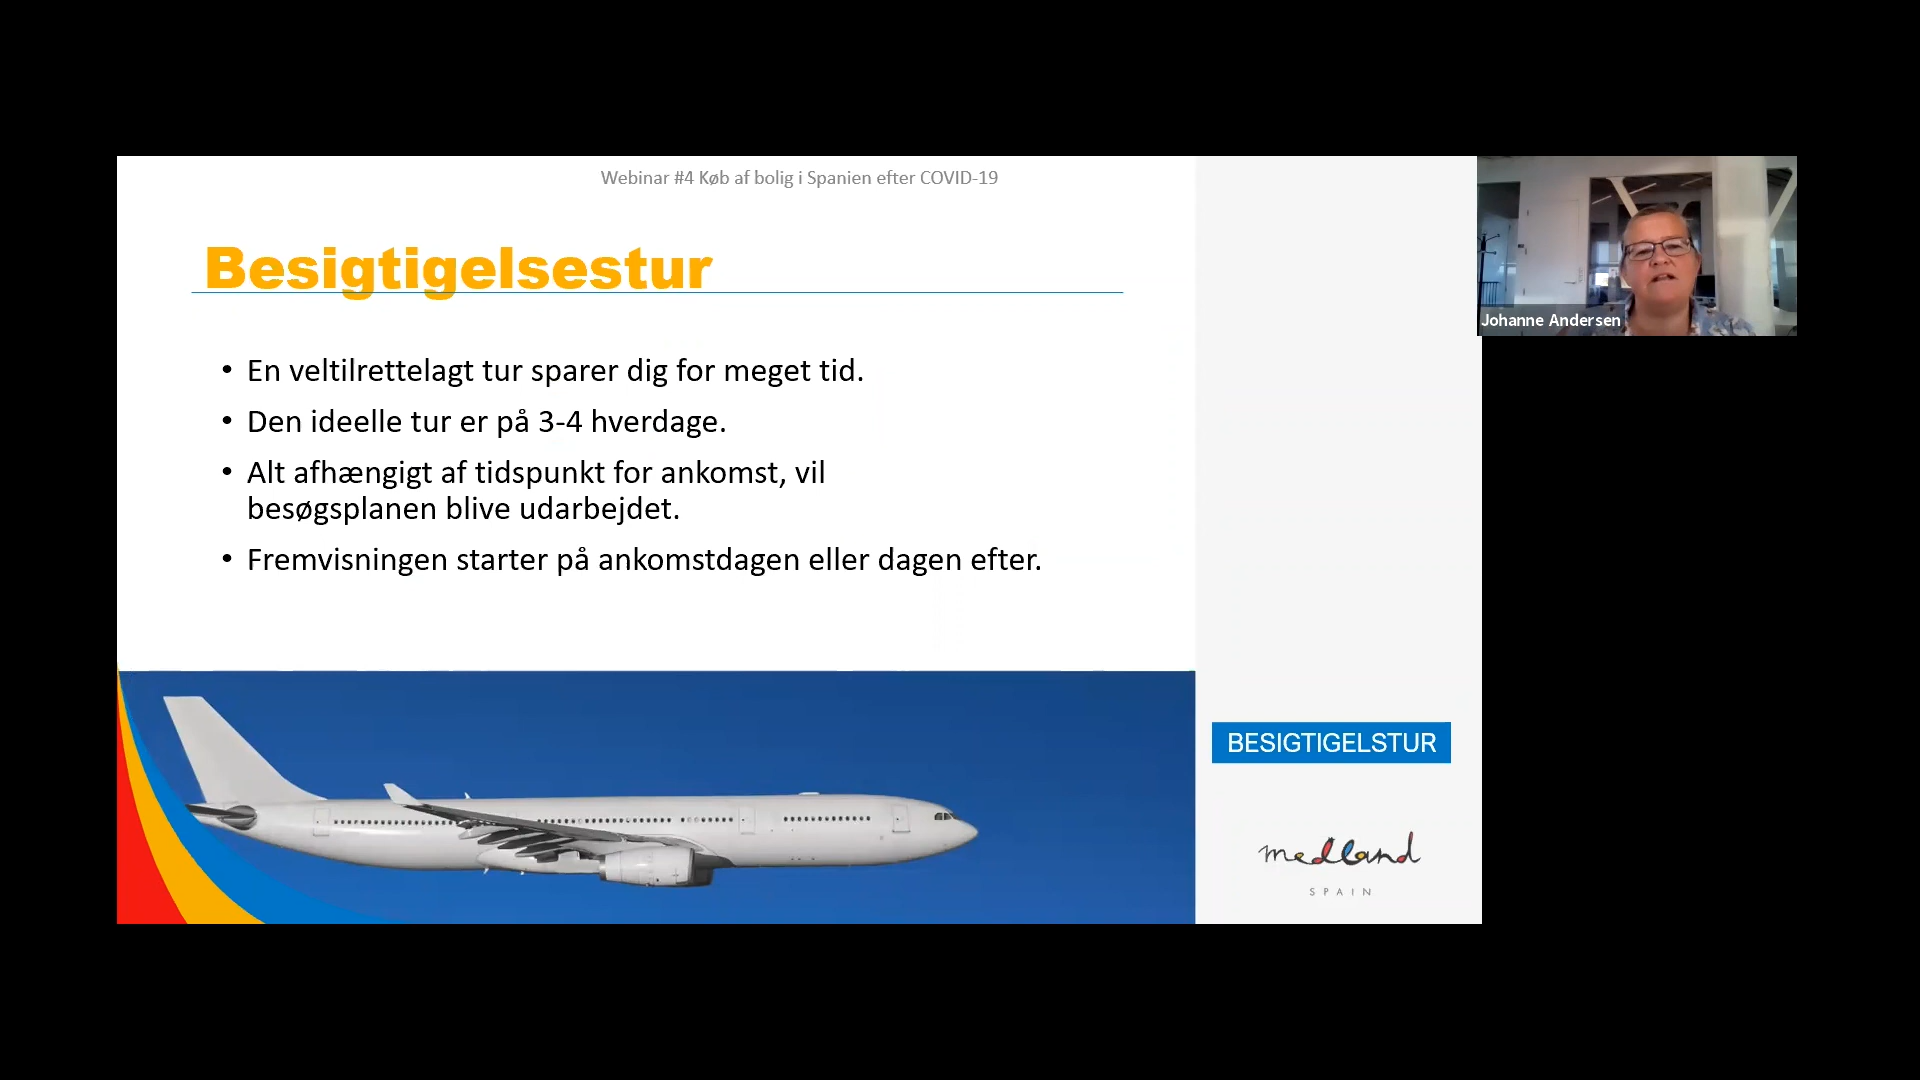 Webinar #4 Køb af bolig i Spanien efter COVID-19
Besigtigelsestur
• En veltilrettelagt tur sparer dig for meget tid.
• Den ideelle tur er på 3-4 hverdage.
• Alt afhængigt af tidspunkt for ankomst, vil
besøgsplanen blive udarbejdet.
• Fremvisningen starter på ankomstdagen eller dagen efter.
BESIGTIGELSTUR
medland
SPAIN
Johanne Andersen